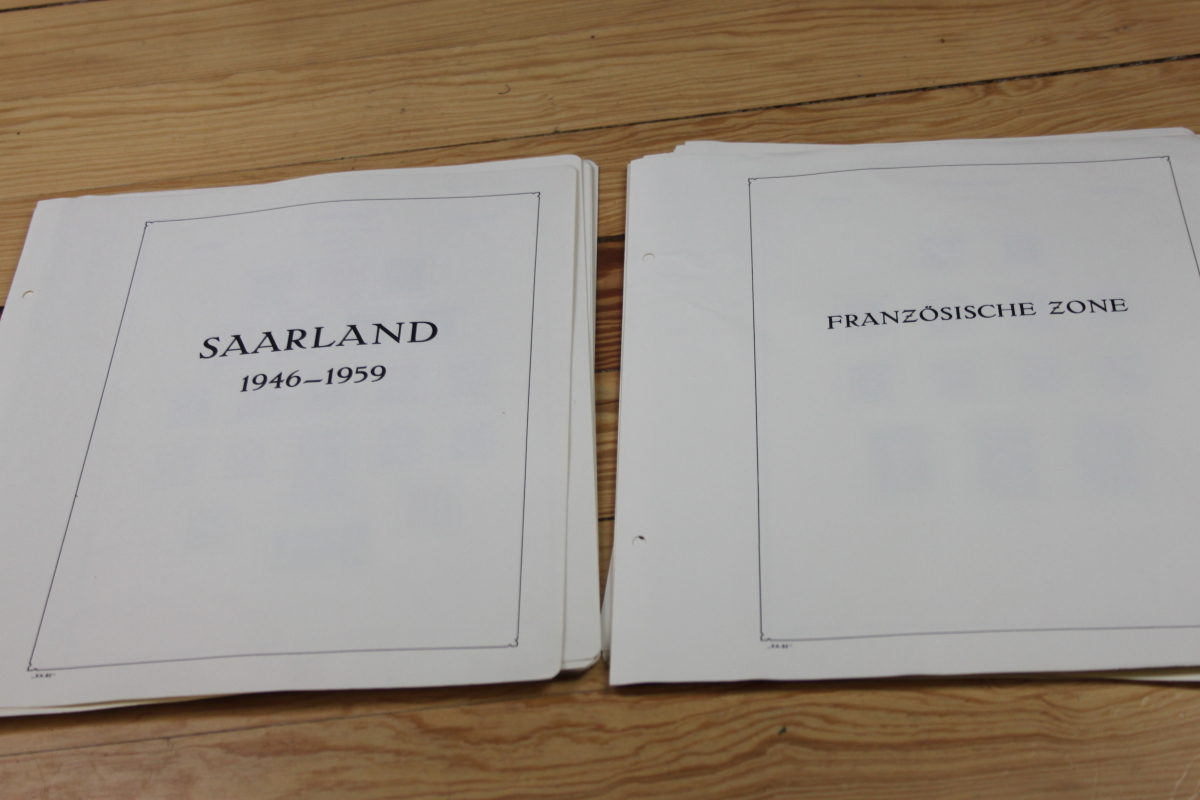 SAARLAND
1946–1959
FRANZÖSISCHE ZONE